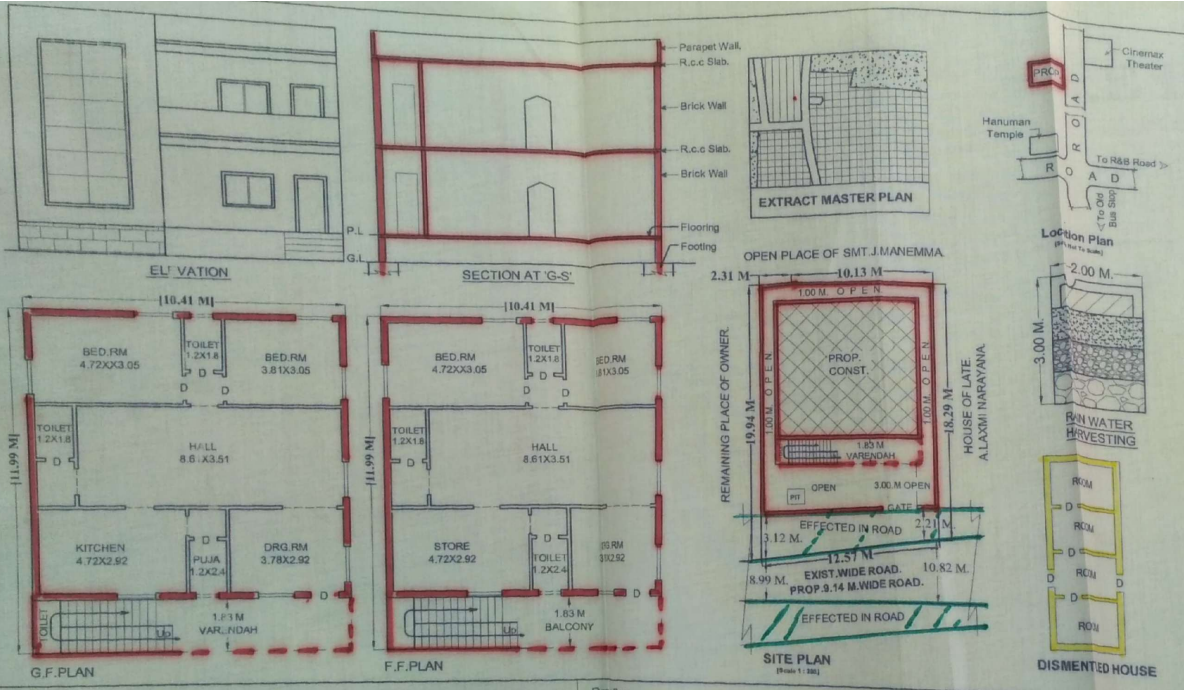 P.L
G.L
ELEVATION
Parapet Wall.
R.c.c Slab.
Brick Wall
R.c.c Slab.
Brick Wall
Flooring
Footing
SECTION AT 'G-S'
EXTRACT MASTER PLAN
PROP
Cinemax
Theater
Hanuman
Temple
ROAD
ROAD
To R&B Road
To Old
Bus Stop
Location Plan
[10.41 M]
[11.99 M]
BED.RM
4.72XX3.05
TOILET
1.2X1.8
D
D
D
BED.RM
3.81X3.05
TOILET
1.2X1.8
D
HALL
8.61X3.51
KITCHEN
4.72X2.92
D
PUJA
1.2X2.4
DRG.RM
3.78X2.92
D
TOILET
Up
1.83 M
VARENDAH
G.F.PLAN
[10.41 M]
[11.99 M]
BED.RM
4.72XX3.05
TOILET
1.2X1.8
D
D
D
BED.RM
TOILET
1.2X1.8
D
HALL
8.61X3.51
STORE
4.72X2.92
D
TOILET
1.2X2.4
D
Up
1.83 M
BALCONY
F.F.PLAN
OPEN PLACE OF SMT.J.MANEMMA.
2.31 M
10.13 M
1.00 M. OPEN
PROP.
CONST.
1.00 M. OPEN
1.00 M. OPEN
19.94 M
18.29 M
REMAINING PLACE OF OWNER.
HOUSE OF LATE
A.LAXMI NARAYANA.
1.83 M
VARENDAH
OPEN
3.00.M OPEN
PIT
GATE
EFFECTED IN ROAD
2.21 M.
3.12 M.
12.57 M
EXIST.WIDE ROAD.
PROP.9.14 M.WIDE ROAD.
8.99 M.
10.82 M.
EFFECTED IN ROAD
SITE PLAN
2.00 M.
3.00 M.
RAIN WATER
HARVESTING
ROOM
D
ROOM
D
ROOM
D
D
D
ROOM
DISMENTED HOUSE